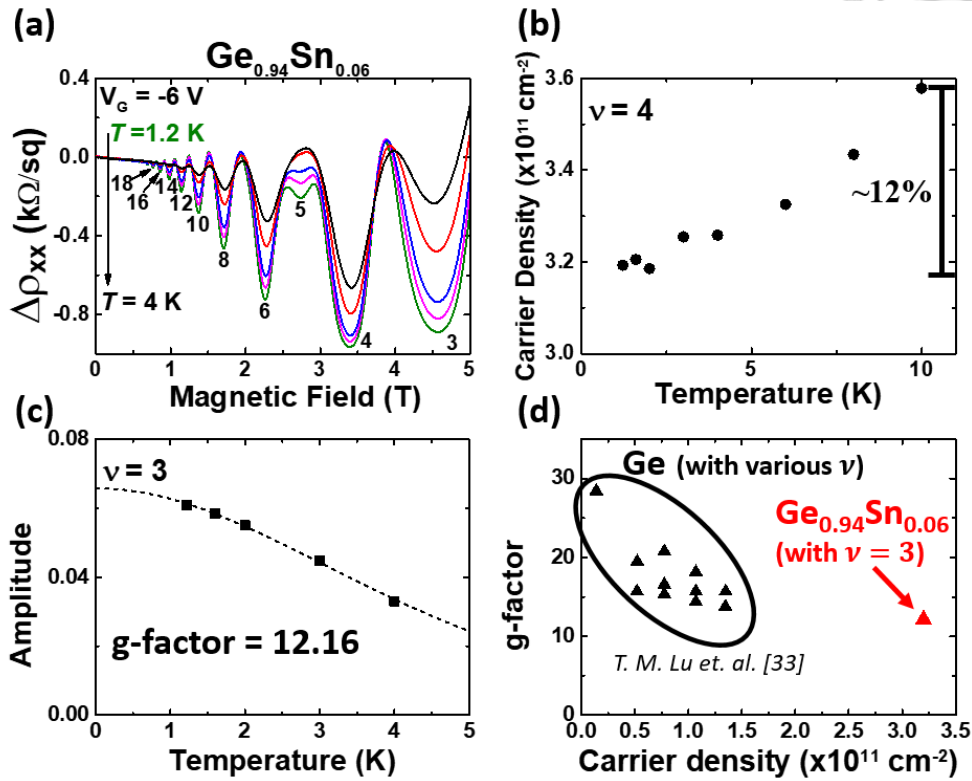 (a)
Ge0.94Sn0.06
VG = -6 V
T =1.2 K
T = 4 K
18
16
14
12
10
8
6
5
4
3
0.4
0.0
-0.4
-0.8
Δρxx (kΩ/sq)
0 1 2 3 4 5
Magnetic Field (T)
(b)
ν = 4
~12%
3.6
3.4
3.2
3.0
Carrier Density (x10¹¹ cm⁻²)
0 5 10
Temperature (K)
(c)
ν = 3
g-factor = 12.16
0.08
0.04
0.00
Amplitude
0 1 2 3 4 5
Temperature (K)
(d)
Ge (with various ν)
Ge0.94Sn0.06
(with ν = 3)
T. M. Lu et. al. [33]
30
20
10
0
g-factor
0.0 0.5 1.0 1.5 2.0 2.5 3.0 3.5
Carrier density (x10¹¹ cm⁻²)